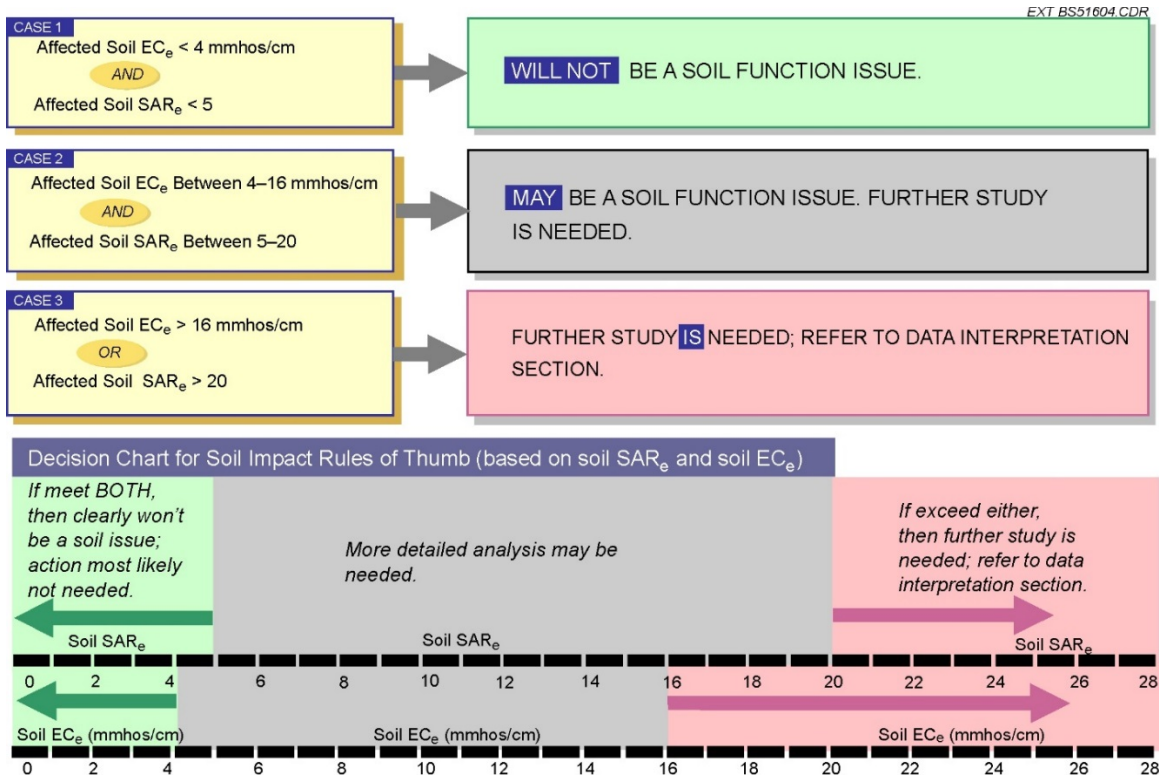 EXT BS51604.CDR
CASE 1
Affected Soil ECe < 4 mmhos/cm
AND
Affected Soil SARe < 5
WILL NOT BE A SOIL FUNCTION ISSUE.
CASE 2
Affected Soil ECe Between 4–16 mmhos/cm
AND
Affected Soil SARe Between 5–20
MAY BE A SOIL FUNCTION ISSUE. FURTHER STUDY
IS NEEDED.
CASE 3
Affected Soil ECe > 16 mmhos/cm
OR
Affected Soil SARe > 20
FURTHER STUDY IS NEEDED; REFER TO DATA INTERPRETATION
SECTION.
Decision Chart for Soil Impact Rules of Thumb (based on soil SARe and soil ECe)
If meet BOTH,
then clearly won't
be a soil issue;
action most likely
not needed.
More detailed analysis may be
needed.
If exceed either,
then further study is
needed; refer to data
interpretation section.
Soil SARe Soil SARe Soil SARe
0 2 4 6 8 10 12 14 16 18 20 22 24 26 28
Soil ECe (mmhos/cm) Soil ECe (mmhos/cm) Soil ECe (mmhos/cm)
0 2 4 6 8 10 12 14 16 18 20 22 24 26 28